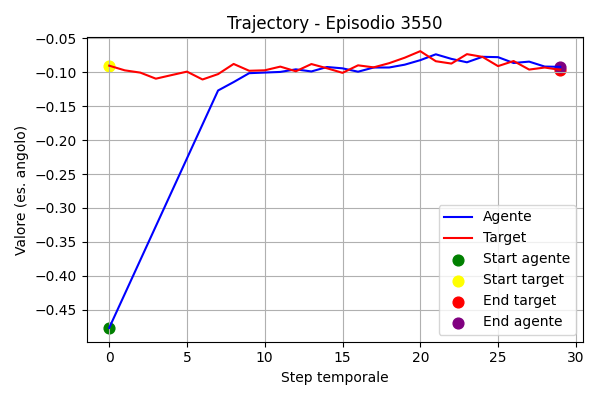 Trajectory - Episodio 3550
Valore (es. angolo)
−0.05
−0.10
−0.15
−0.20
−0.25
−0.30
−0.35
−0.40
−0.45
Agente
Target
Start agente
Start target
End target
End agente
0 5 10 15 20 25 30
Step temporale